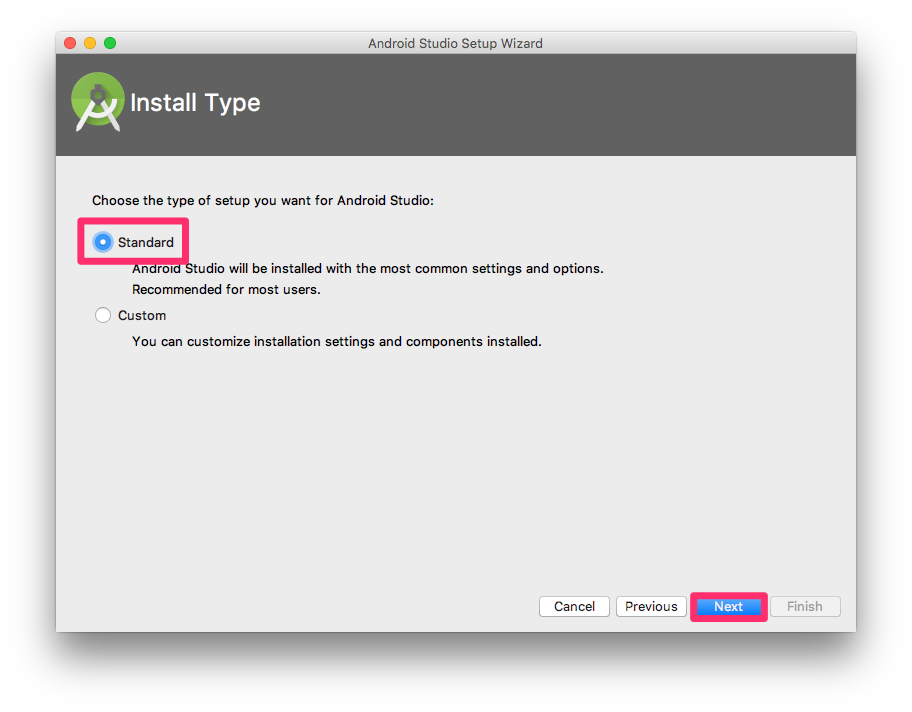 Android Studio Setup Wizard
Install Type
Choose the type of setup you want for Android Studio:
Standard
Android Studio will be installed with the most common settings and options.
Recommended for most users.
Custom
You can customize installation settings and components installed.
Cancel Previous Next Finish